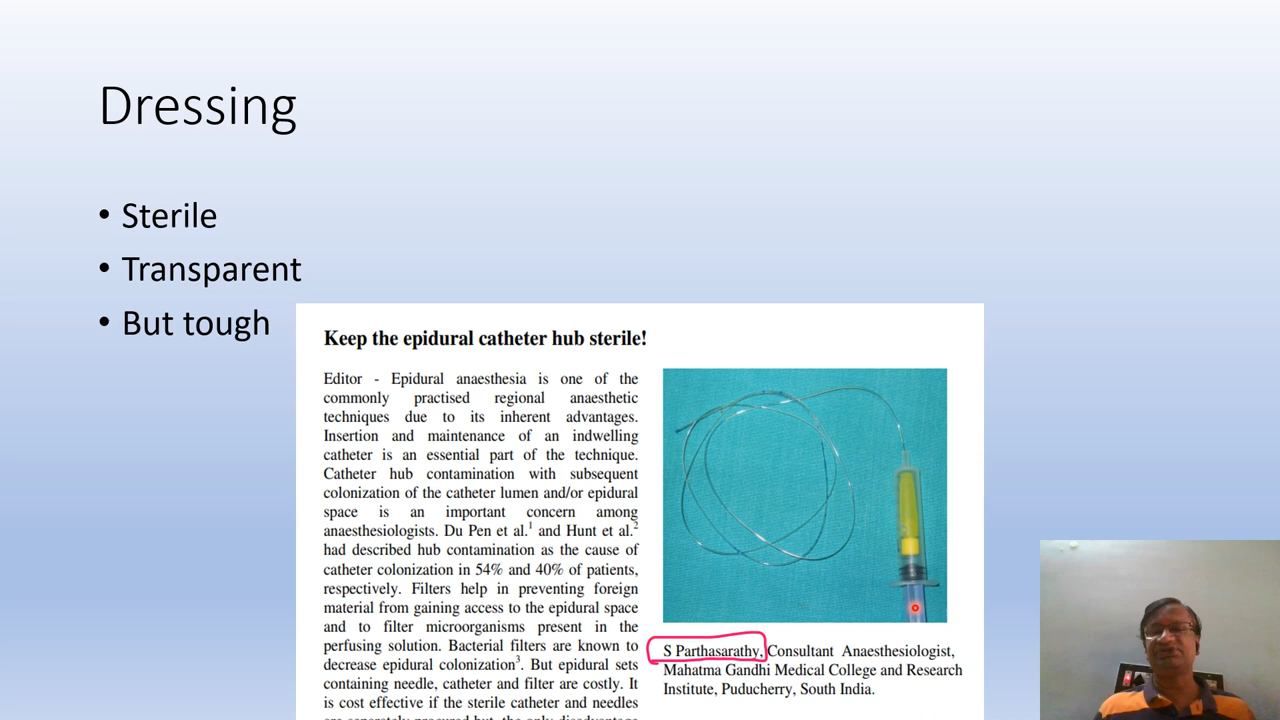 Dressing
• Sterile
• Transparent
• But tough
Keep the epidural catheter hub sterile!
Editor - Epidural anaesthesia is one of the
commonly practised regional anaesthetic
techniques due to its inherent advantages.
Insertion and maintenance of an indwelling
catheter is an essential part of the technique.
Catheter hub contamination with subsequent
colonization of the catheter lumen and/or epidural
space is an important concern among
anaesthesiologists. Du Pen et al.1 and Hunt et al.2
had described hub contamination as the cause of
catheter colonization in 54% and 40% of patients,
respectively. Filters help in preventing foreign
material from gaining access to the epidural space
and to filter microorganisms present in the
perfusing solution. Bacterial filters are known to
decrease epidural colonization3. But epidural sets
containing needle, catheter and filter are costly. It
is cost effective if the sterile catheter and needles
S Parthasarathy, Consultant Anaesthesiologist,
Mahatma Gandhi Medical College and Research
Institute, Puducherry, South India.